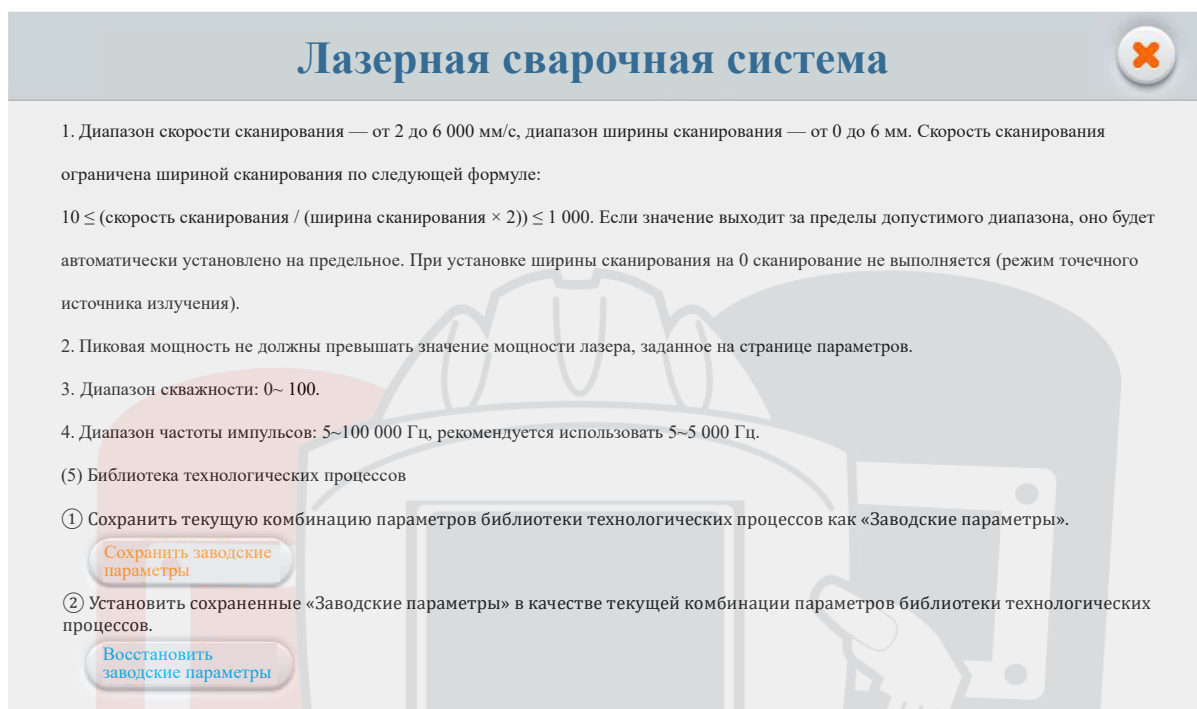 Лазерная сварочная система
1. Диапазон скорости сканирования — от 2 до 6 000 мм/с, диапазон ширины сканирования — от 0 до 6 мм. Скорость сканирования
ограничена шириной сканирования по следующей формуле:
10 ≤ (скорость сканирования / (ширина сканирования × 2)) ≤ 1 000. Если значение выходит за пределы допустимого диапазона, оно будет
автоматически установлено на предельное. При установке ширины сканирования на 0 сканирование не выполняется (режим точечного
источника излучения).
2. Пиковая мощность не должны превышать значение мощности лазера, заданное на странице параметров.
3. Диапазон скважности: 0~ 100.
4. Диапазон частоты импульсов: 5~100 000 Гц, рекомендуется использовать 5~5 000 Гц.
(5) Библиотека технологических процессов
① Сохранить текущую комбинацию параметров библиотеки технологических процессов как «Заводские параметры».
Сохранить заводские
параметры
② Установить сохраненные «Заводские параметры» в качестве текущей комбинации параметров библиотеки технологических
процессов.
Восстановить
заводские параметры